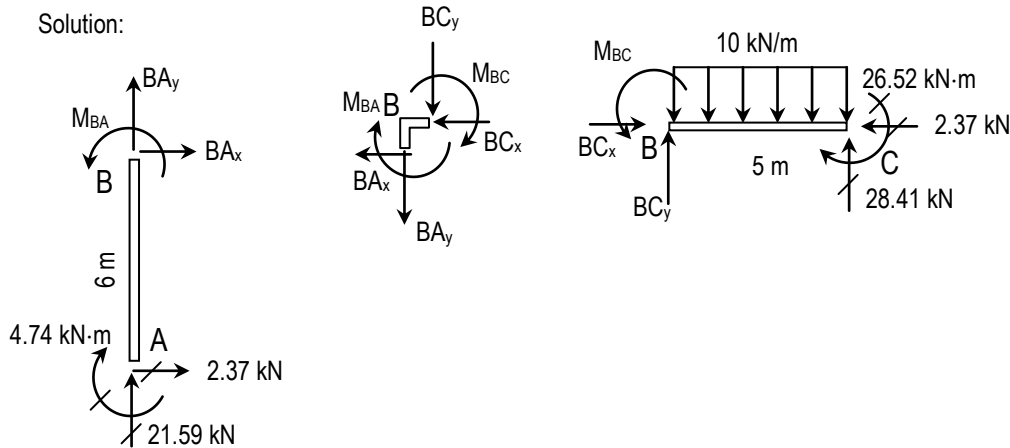 Solution:
BAy
MBA
BAx
B
6 m
4.74 kN·m
A
2.37 kN
21.59 kN
BCy
MBC
MBA
B
BCx
BAx
BAy
MBC
10 kN/m
26.52 kN·m
2.37 kN
BCx
B
5 m
C
28.41 kN
BCy